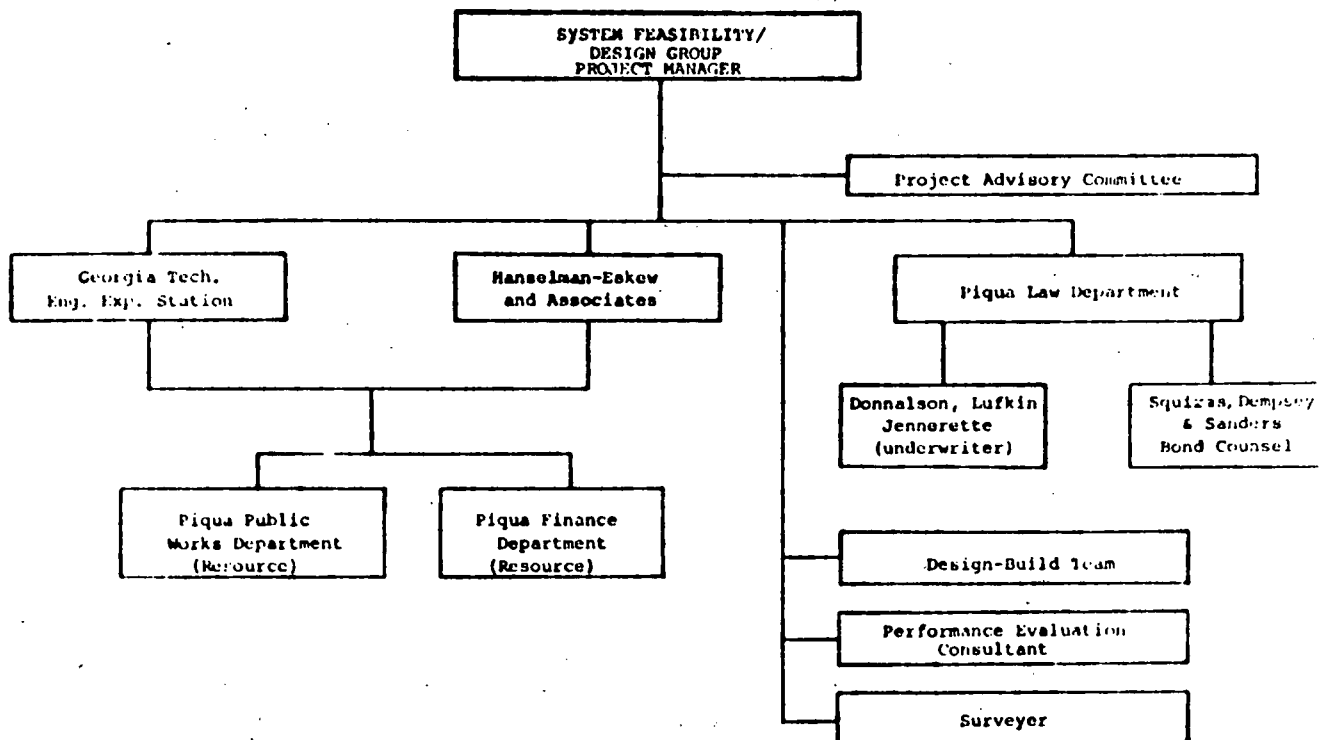 SYSTEM FEASIBILITY/
DESIGN GROUP
PROJECT MANAGER
Project Advisory Committee
Georgia Tech.
Eng. Exp. Station
Hanselman-Eskew
and Associates
Piqua Law Department
Donnalson, Lufkin
Jennerette
(underwriter)
Squiras, Dempsey
& Sanders
Bond Counsel
Piqua Public
Works Department
(Resource)
Piqua Finance
Department
(Resource)
Design-Build Team
Performance Evaluation
Consultant
Surveyer